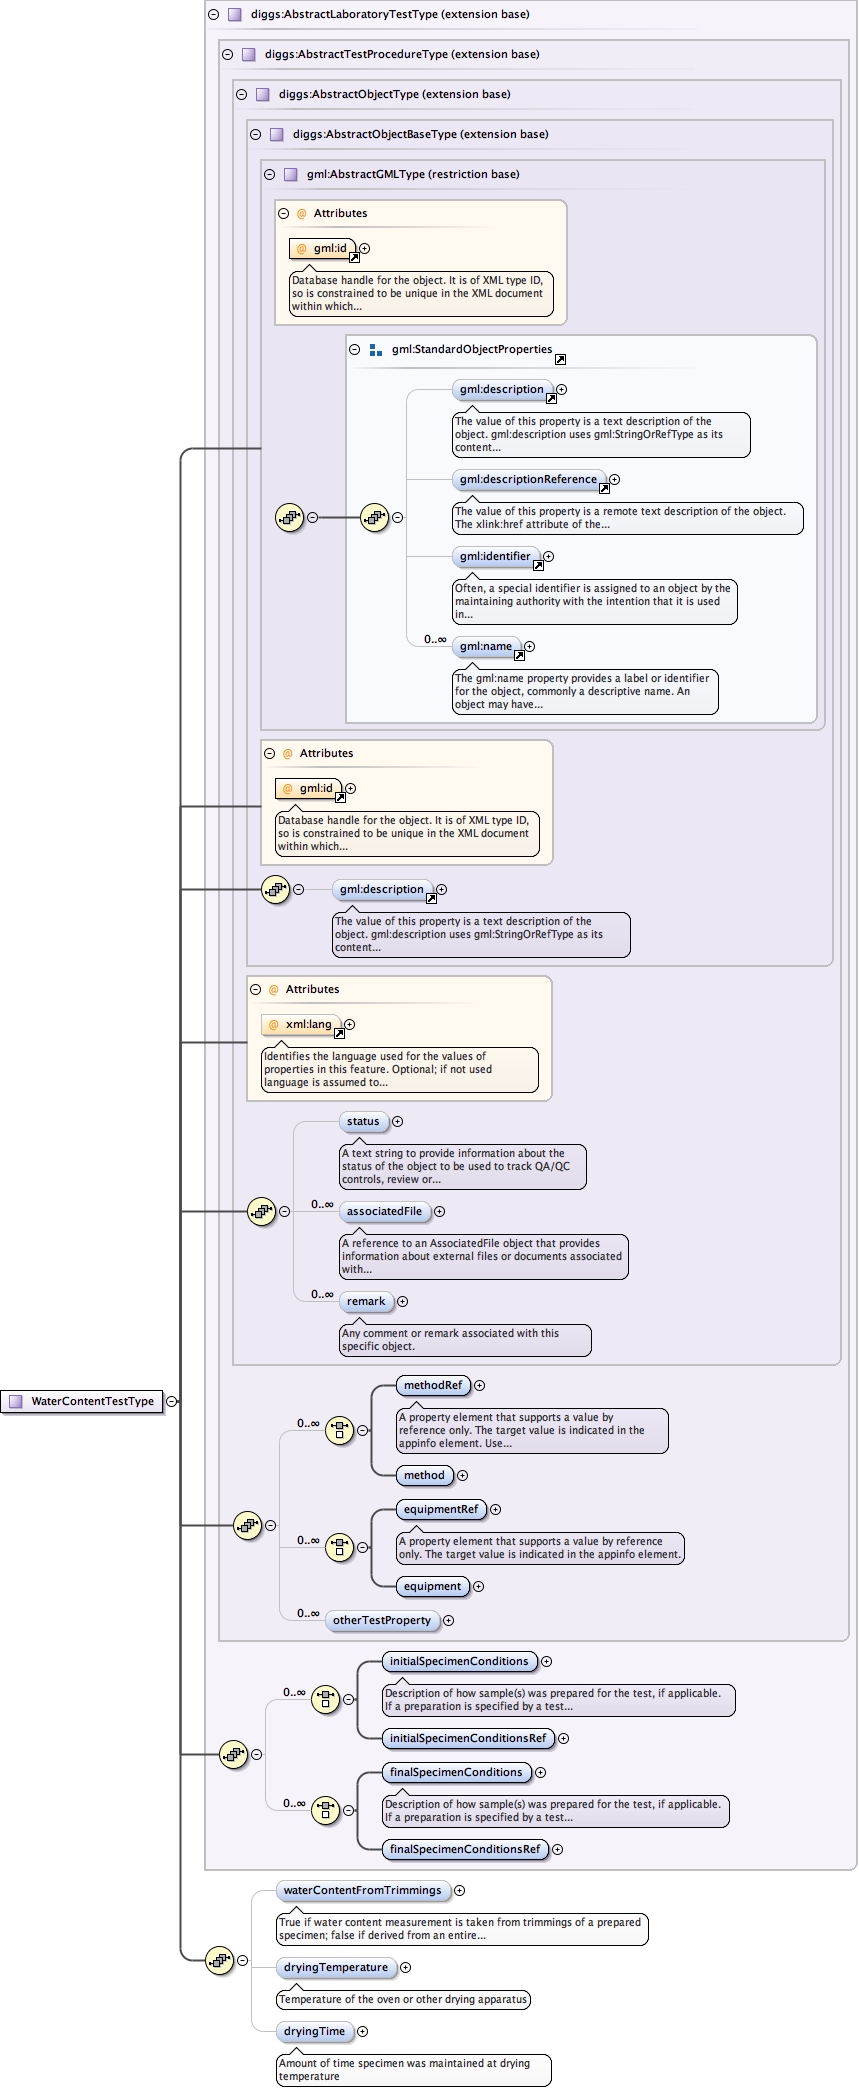 diggs:AbstractLaboratoryTestType (extension base)
diggs:AbstractTestProcedureType (extension base)
diggs:AbstractObjectType (extension base)
diggs:AbstractObjectBaseType (extension base)
gml:AbstractGMLType (restriction base)
@ Attributes
@ gml:id
Database handle for the object. It is of XML type ID,
so is constrained to be unique in the XML document
within which...
gml:StandardObjectProperties
gml:description
The value of this property is a text description of the
object. gml:description uses gml:StringOrRefType as its
content...
gml:descriptionReference
The value of this property is a remote text description of the object.
The xlink:href attribute of the...
gml:identifier
Often, a special identifier is assigned to an object by the
maintaining authority with the intention that it is used
in...
0..∞
gml:name
The gml:name property provides a label or identifier
for the object, commonly a descriptive name. An
object may have...
@ Attributes
@ gml:id
Database handle for the object. It is of XML type ID,
so is constrained to be unique in the XML document
within which...
gml:description
The value of this property is a text description of the
object. gml:description uses gml:StringOrRefType as its
content...
@ Attributes
@ xml:lang
Identifies the language used for the values of
properties in this feature. Optional; if not used
language is assumed to...
status
A text string to provide information about the
status of the object to be used to track QA/QC
controls, review or...
0..∞
associatedFile
A reference to an AssociatedFile object that provides
information about external files or documents associated
with...
0..∞
remark
Any comment or remark associated with this
specific object.
WaterContentTestType
methodRef
0..∞
A property element that supports a value by
reference only. The target value is indicated in the
appinfo element. Use...
method
equipmentRef
0..∞
A property element that supports a value by reference
only. The target value is indicated in the appinfo element.
equipment
0..∞
otherTestProperty
initialSpecimenConditions
0..∞
Description of how sample(s) was prepared for the test, if applicable.
If a preparation is specified by a test...
initialSpecimenConditionsRef
finalSpecimenConditions
0..∞
Description of how sample(s) was prepared for the test, if applicable.
If a preparation is specified by a test...
finalSpecimenConditionsRef
waterContentFromTrimmings
True if water content measurement is taken from trimmings of a prepared
specimen; false if derived from an entire...
dryingTemperature
Temperature of the oven or other drying apparatus
dryingTime
Amount of time specimen was maintained at drying
temperature